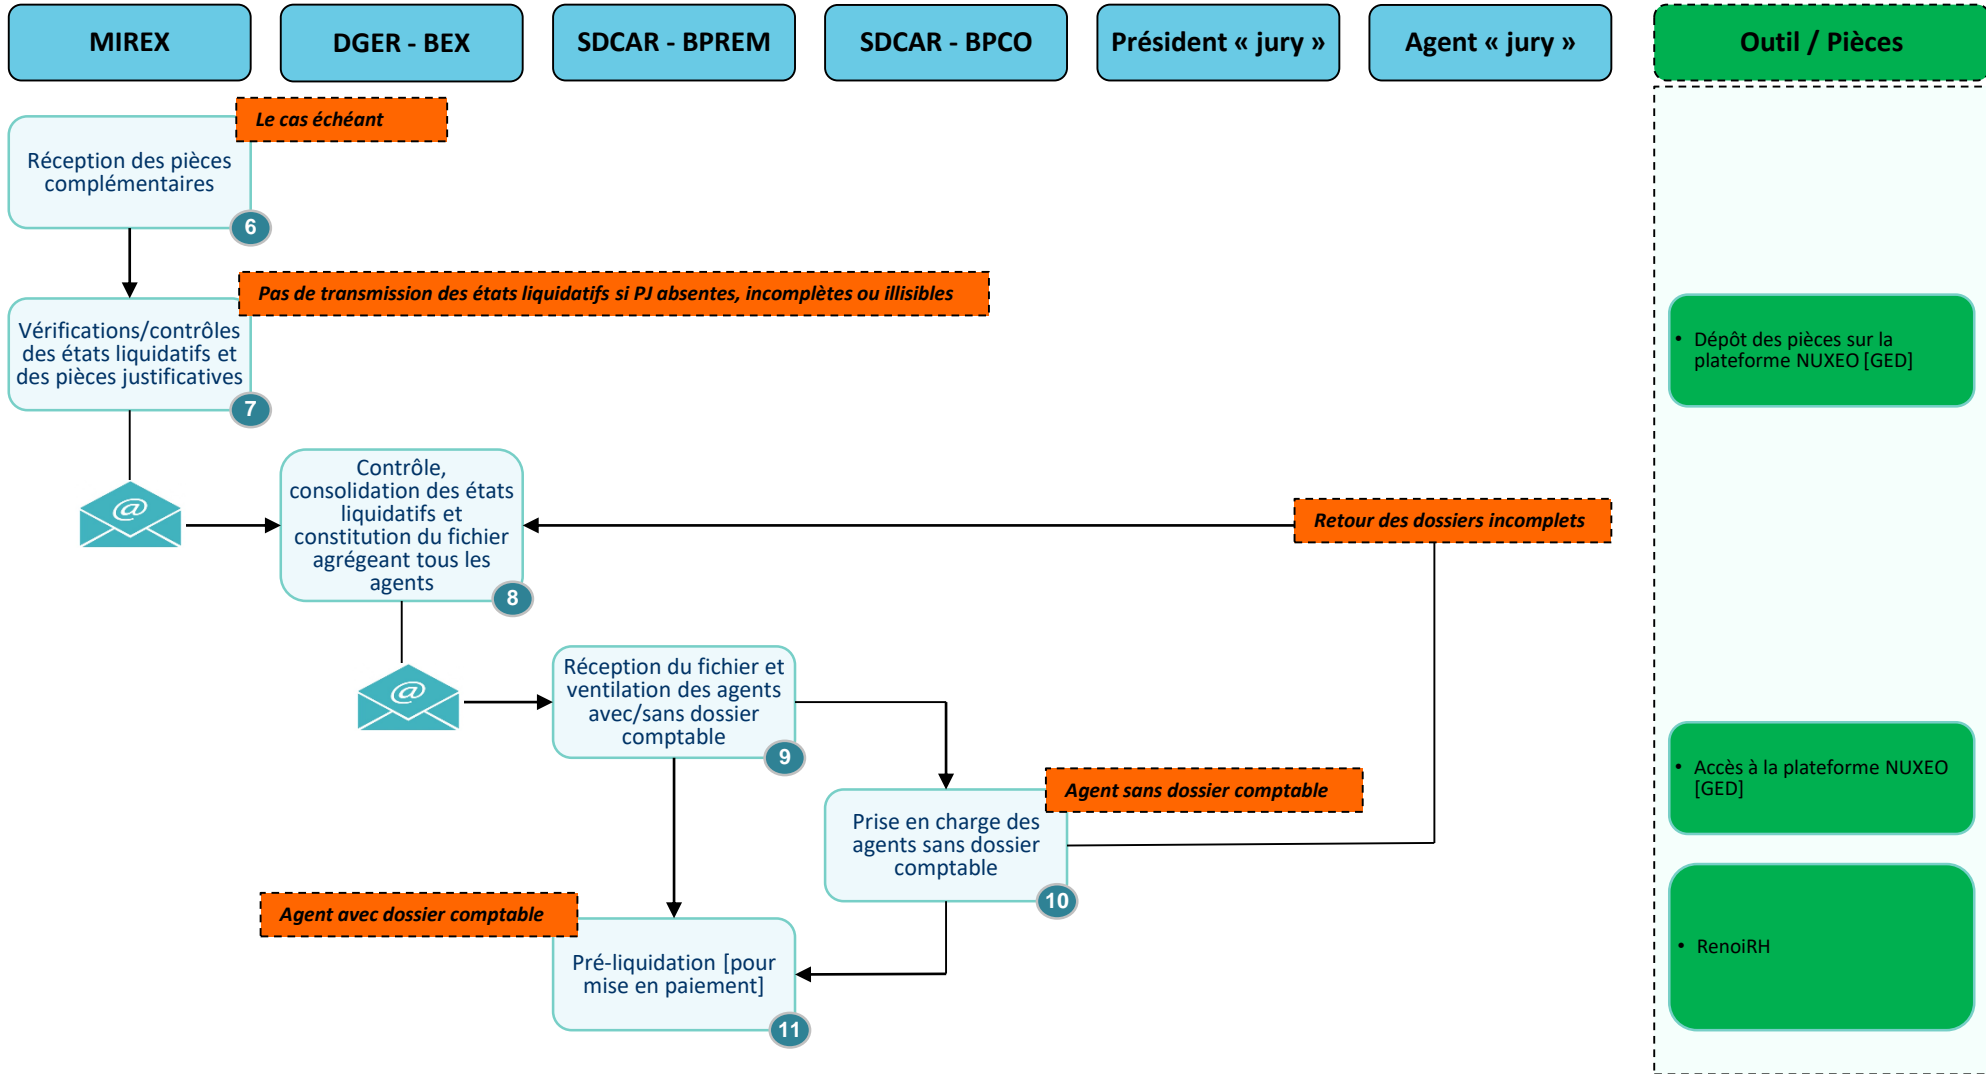 MIREX
DGER - BEX
SDCAR - BPREM
SDCAR - BPCO
Président « jury »
Agent « jury »
Outil / Pièces
Le cas échéant
Réception des pièces
complémentaires
6
Pas de transmission des états liquidatifs si PJ absentes, incomplètes ou illisibles
Vérifications/contrôles
des états liquidatifs et
des pièces justificatives
7
• Dépôt des pièces sur la
plateforme NUXEO [GED]
@
Contrôle,
consolidation des états
liquidatifs et
constitution du fichier
agrégeant tous les
agents
8
Retour des dossiers incomplets
@
Réception du fichier et
ventilation des agents
avec/sans dossier
comptable
9
• Accès à la plateforme NUXEO
[GED]
Agent sans dossier comptable
Prise en charge des
agents sans dossier
comptable
10
Agent avec dossier comptable
Pré-liquidation [pour
mise en paiement]
11
• RenoiRH